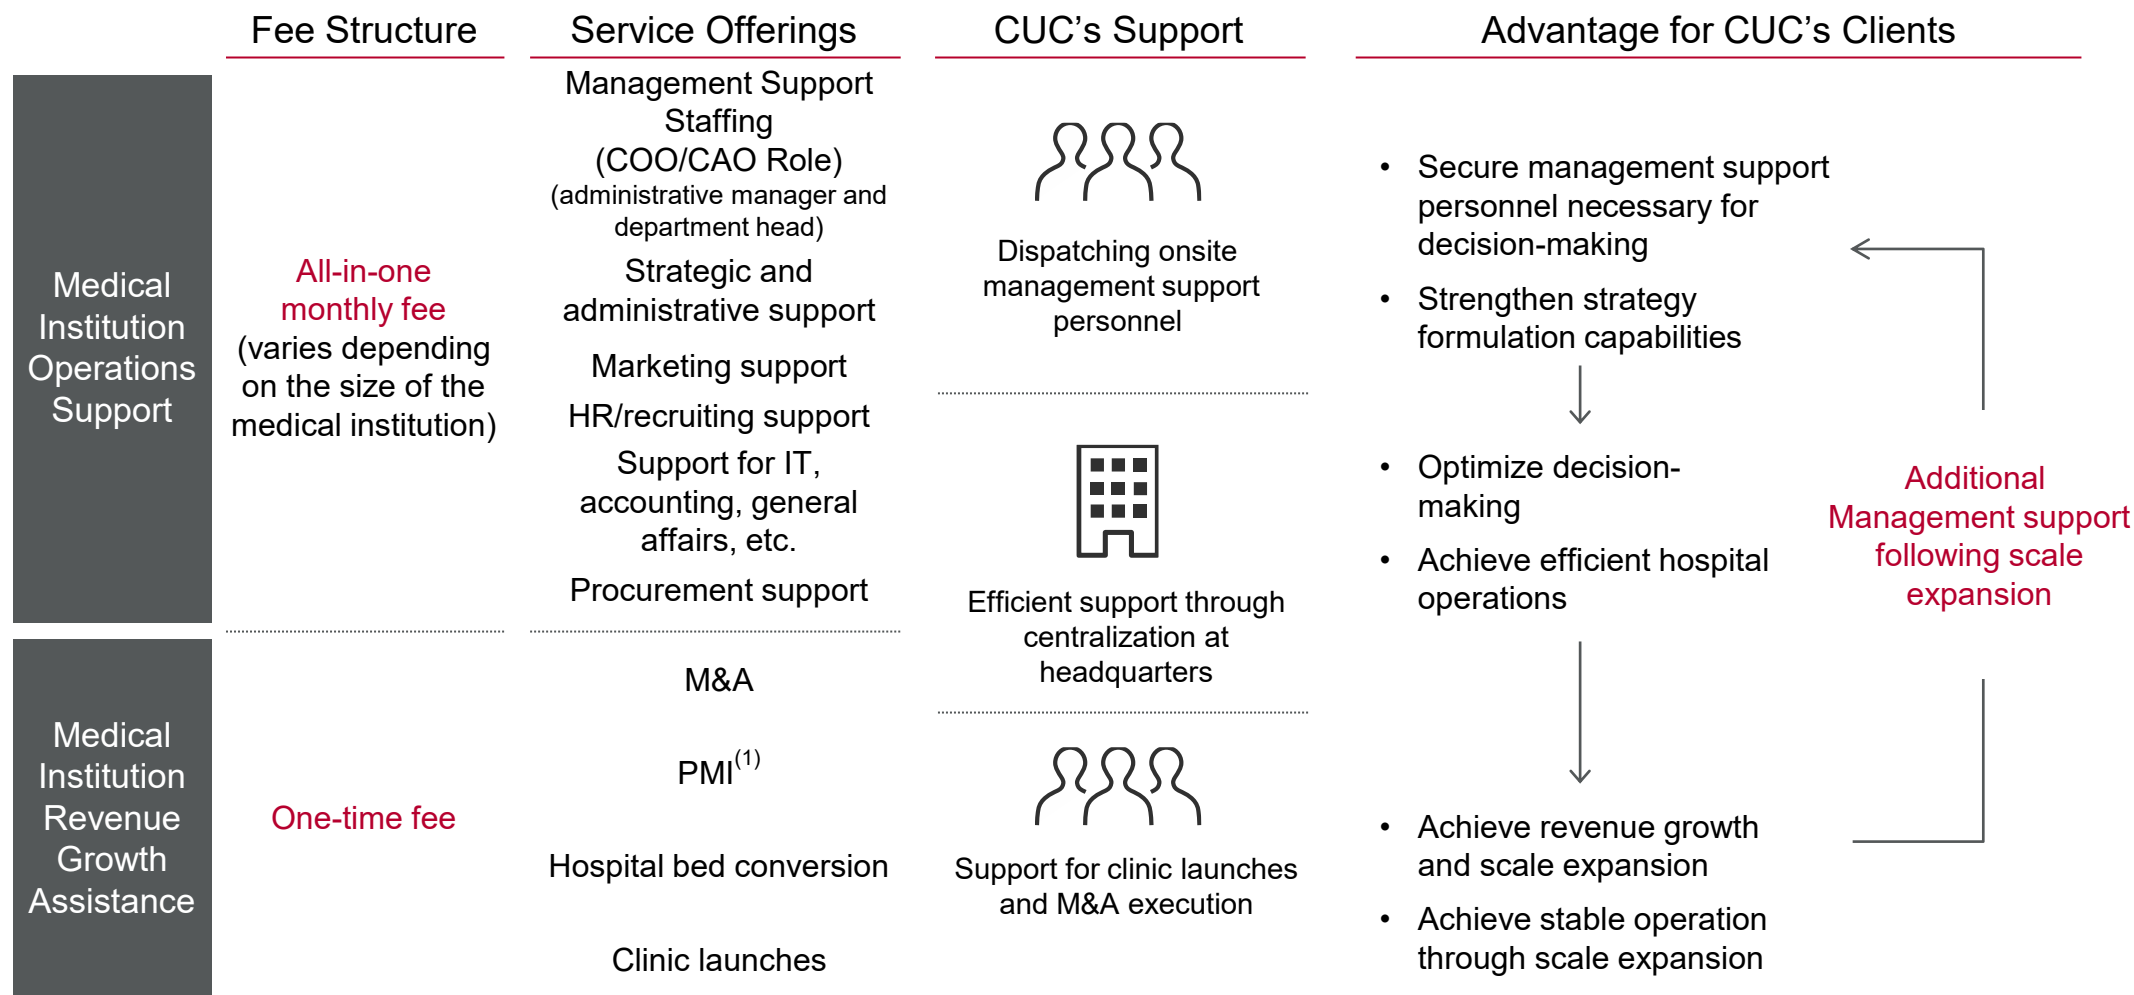 Fee Structure
Service Offerings
CUC’s Support
Advantage for CUC’s Clients
Medical
Institution
Operations
Support
All-in-one
monthly fee
(varies depending
on the size of the
medical institution)
Management Support
Staffing
(COO/CAO Role)
(administrative manager and
department head)
Strategic and
administrative support
Marketing support
HR/recruiting support
Support for IT,
accounting, general
affairs, etc.
Procurement support
Dispatching onsite
management support
personnel
Efficient support through
centralization at
headquarters
• Secure management support
personnel necessary for
decision-making
• Strengthen strategy
formulation capabilities
• Optimize decision-
making
• Achieve efficient hospital
operations
Additional
Management support
following scale
expansion
Medical
Institution
Revenue
Growth
Assistance
One-time fee
M&A
PMI(1)
Hospital bed conversion
Clinic launches
Support for clinic launches
and M&A execution
• Achieve revenue growth
and scale expansion
• Achieve stable operation
through scale expansion